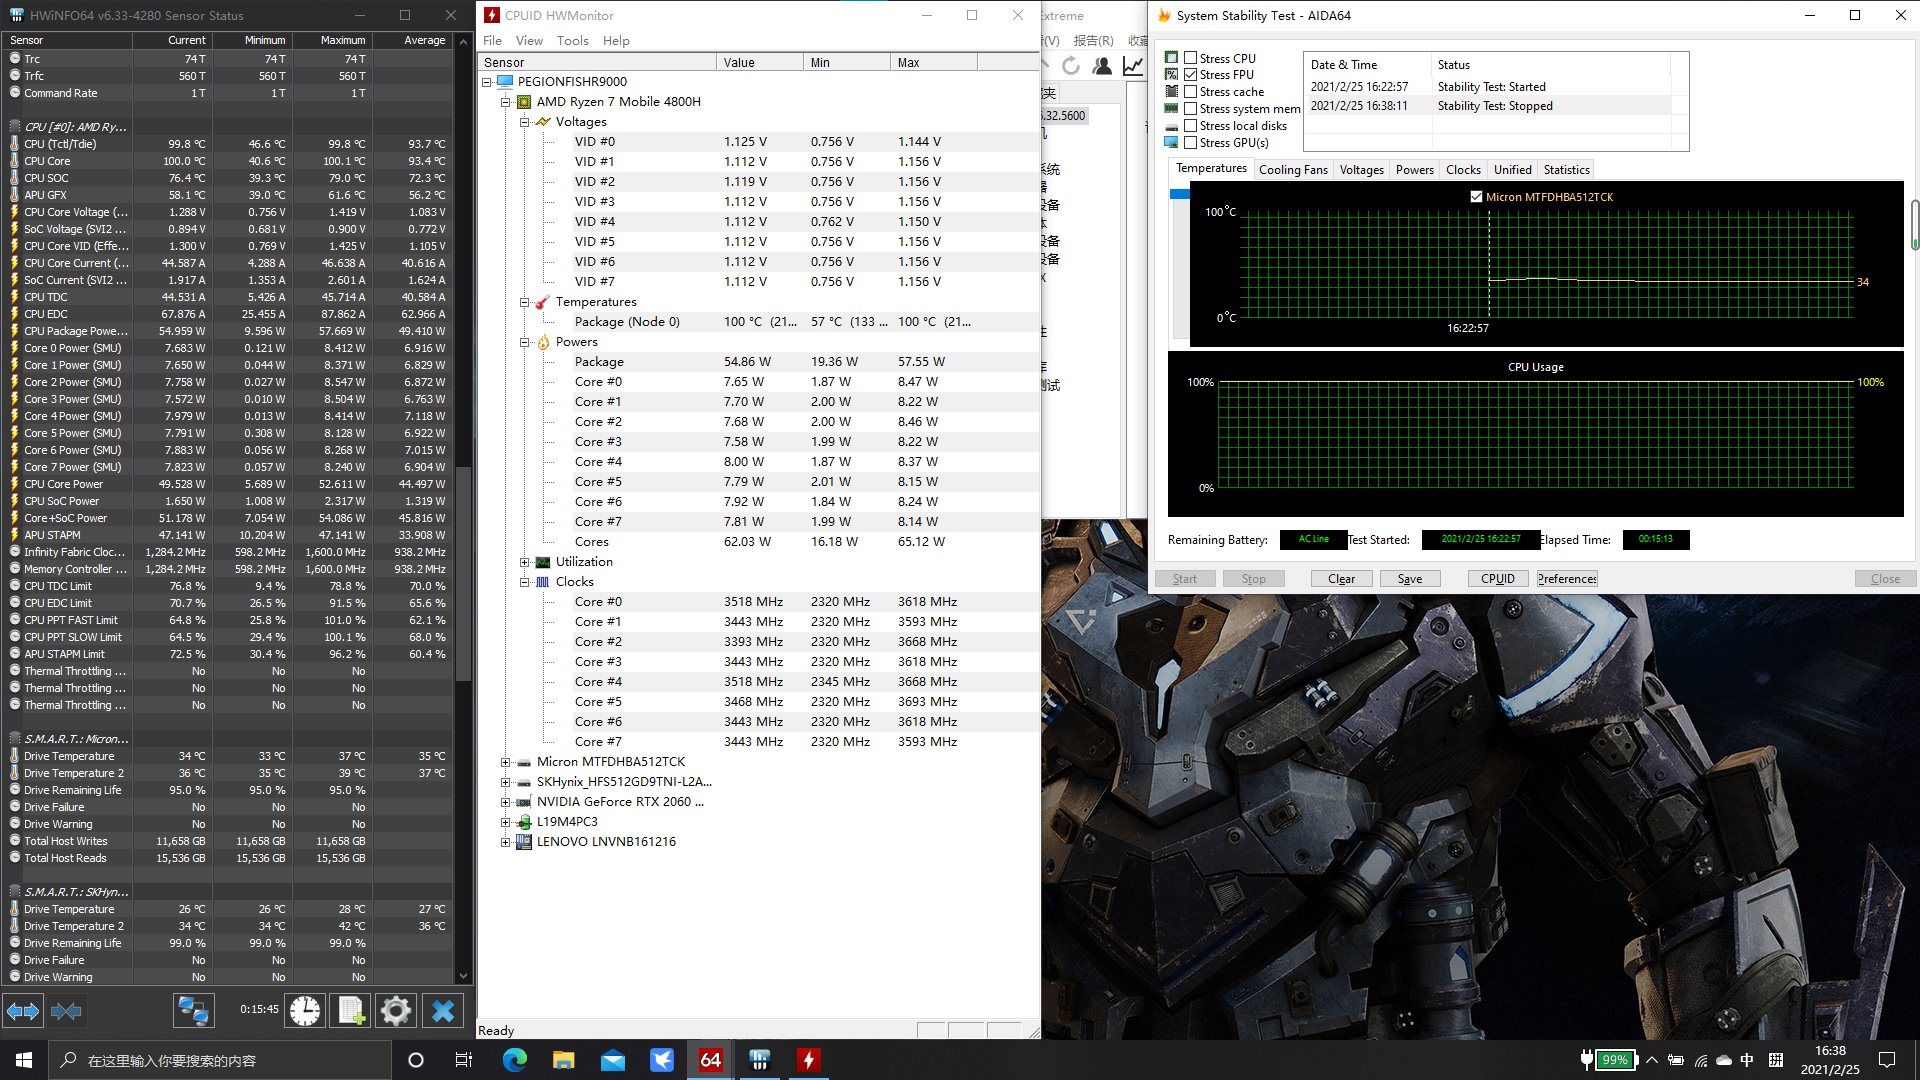 HWiNFO64 v6.33-4280 Sensor Status
Sensor Current Minimum Maximum Average
Trc 74 T 74 T 74 T
Trfc 560 T 560 T 560 T
Command Rate 1 T 1 T 1 T
CPU [#0]: AMD Ry...
CPU (Tctl/Tdie) 99.8 °C 46.6 °C 99.8 °C 93.7 °C
CPU Core 100.0 °C 40.6 °C 100.1 °C 93.4 °C
CPU SOC 76.4 °C 39.3 °C 79.0 °C 72.3 °C
APU GFX 58.1 °C 39.0 °C 61.6 °C 56.2 °C
CPU Core Voltage (... 1.288 V 0.756 V 1.419 V 1.083 V
SoC Voltage (SVI2 ... 0.894 V 0.681 V 0.900 V 0.772 V
CPU Core VID (Effe... 1.300 V 0.769 V 1.425 V 1.105 V
CPU Core Current (... 44.587 A 4.288 A 46.638 A 40.616 A
SoC Current (SVI2 ... 1.917 A 1.353 A 2.601 A 1.624 A
CPU TDC 44.531 A 5.426 A 45.714 A 40.584 A
CPU EDC 67.876 A 25.455 A 87.862 A 62.966 A
CPU Package Powe... 54.959 W 9.596 W 57.669 W 49.410 W
Core 0 Power (SMU) 7.683 W 0.121 W 8.412 W 6.916 W
Core 1 Power (SMU) 7.650 W 0.044 W 8.371 W 6.829 W
Core 2 Power (SMU) 7.758 W 0.027 W 8.547 W 6.872 W
Core 3 Power (SMU) 7.572 W 0.010 W 8.504 W 6.763 W
Core 4 Power (SMU) 7.979 W 0.013 W 8.414 W 7.118 W
Core 5 Power (SMU) 7.791 W 0.308 W 8.128 W 6.922 W
Core 6 Power (SMU) 7.883 W 0.056 W 8.268 W 7.015 W
Core 7 Power (SMU) 7.823 W 0.057 W 8.240 W 6.904 W
CPU Core Power 49.528 W 5.689 W 52.611 W 44.497 W
CPU SoC Power 1.650 W 1.008 W 2.317 W 1.319 W
Core+SoC Power 51.178 W 7.054 W 54.086 W 45.816 W
APU STAPM 47.141 W 10.204 W 47.141 W 33.908 W
Infinity Fabric Cloc... 1,284.2 MHz 598.2 MHz 1,600.0 MHz 938.2 MHz
Memory Controller ... 1,284.2 MHz 598.2 MHz 1,600.0 MHz 938.2 MHz
CPU TDC Limit 76.8 % 9.4 % 78.8 % 70.0 %
CPU EDC Limit 70.7 % 26.5 % 91.5 % 65.6 %
CPU PPT FAST Limit 64.8 % 25.8 % 101.0 % 62.1 %
CPU PPT SLOW Limit 64.5 % 29.4 % 100.1 % 68.0 %
APU STAPM Limit 72.5 % 30.4 % 96.2 % 60.4 %
Thermal Throttling ... No No No
Thermal Throttling ... No No No
Thermal Throttling ... No No No
S.M.A.R.T.: Micron...
Drive Temperature 34 °C 33 °C 37 °C 35 °C
Drive Temperature 2 36 °C 35 °C 39 °C 37 °C
Drive Remaining Life 95.0 % 95.0 % 95.0 %
Drive Failure No No No
Drive Warning No No No
Total Host Writes 11,658 GB 11,658 GB 11,658 GB
Total Host Reads 15,536 GB 15,536 GB 15,536 GB
S.M.A.R.T.: SKHyn...
Drive Temperature 26 °C 26 °C 28 °C 27 °C
Drive Temperature 2 34 °C 34 °C 42 °C 36 °C
Drive Remaining Life 99.0 % 99.0 % 99.0 %
Drive Failure No No No
Drive Warning No No No
0:15:45
CPUID HWMonitor
File View Tools Help
Sensor Value Min Max
PEGIONFISHR9000
AMD Ryzen 7 Mobile 4800H
Voltages
VID #0 1.125 V 0.756 V 1.144 V
VID #1 1.112 V 0.756 V 1.156 V
VID #2 1.119 V 0.756 V 1.156 V
VID #3 1.112 V 0.756 V 1.156 V
VID #4 1.112 V 0.762 V 1.150 V
VID #5 1.112 V 0.756 V 1.156 V
VID #6 1.112 V 0.756 V 1.156 V
VID #7 1.112 V 0.756 V 1.156 V
Temperatures
Package (Node 0) 100 °C (21... 57 °C (133 ... 100 °C (21...
Powers
Package 54.86 W 19.36 W 57.55 W
Core #0 7.65 W 1.87 W 8.47 W
Core #1 7.70 W 2.00 W 8.22 W
Core #2 7.68 W 2.00 W 8.46 W
Core #3 7.58 W 1.99 W 8.22 W
Core #4 8.00 W 1.87 W 8.37 W
Core #5 7.79 W 2.01 W 8.15 W
Core #6 7.92 W 1.84 W 8.24 W
Core #7 7.81 W 1.99 W 8.14 W
Cores 62.03 W 16.18 W 65.12 W
Utilization
Clocks
Core #0 3518 MHz 2320 MHz 3618 MHz
Core #1 3443 MHz 2320 MHz 3593 MHz
Core #2 3393 MHz 2320 MHz 3668 MHz
Core #3 3443 MHz 2320 MHz 3618 MHz
Core #4 3518 MHz 2345 MHz 3668 MHz
Core #5 3468 MHz 2320 MHz 3693 MHz
Core #6 3443 MHz 2320 MHz 3618 MHz
Core #7 3443 MHz 2320 MHz 3593 MHz
Micron MTFDHBA512TCK
SKHynix_HFS512GD9TNI-L2A...
NVIDIA GeForce RTX 2060 ...
L19M4PC3
LENOVO LNVNB161216
Ready
Extreme
(V) 报告(R) 收藏
夹
6.32.5600
机
系统
器
设备
体
设备
设备
X
性
库
测试
System Stability Test - AIDA64
Stress CPU
Stress FPU
Stress cache
Stress system mem
Stress local disks
Stress GPU(s)
Date & Time Status
2021/2/25 16:22:57 Stability Test: Started
2021/2/25 16:38:11 Stability Test: Stopped
Temperatures Cooling Fans Voltages Powers Clocks Unified Statistics
Micron MTFDHBA512TCK
100°C
34
0°C
16:22:57
CPU Usage
100% 100%
0%
Remaining Battery: AC Line Test Started: 2021/2/25 16:22:57 Elapsed Time: 00:15:13
Start Stop Clear Save CPUID Preferences Close
在这里输入你要搜索的内容
64
99%
中
拼
16:38
2021/2/25